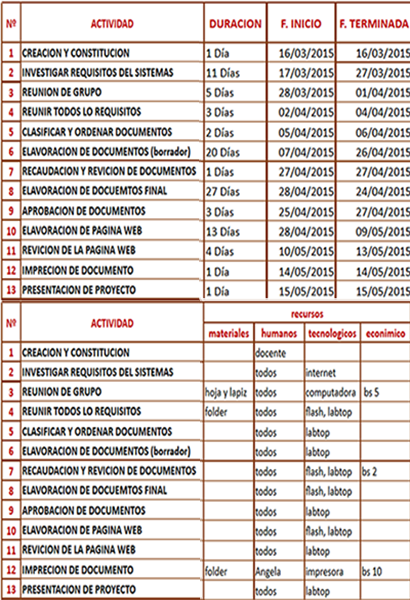 Nº ACTIVIDAD DURACION F. INICIO F. TERMINADA
1 CREACION Y CONSTITUCION 1 Día 16/03/2015 16/03/2015
2 INVESTIGAR REQUISITOS DEL SISTEMAS 11 Días 17/03/2015 27/03/2015
3 REUNION DE GRUPO 5 Días 28/03/2015 01/04/2015
4 REUNIR TODOS LO REQUISITOS 3 Días 02/04/2015 04/04/2015
5 CLASIFICAR Y ORDENAR DOCUMENTOS 2 Días 05/04/2015 06/04/2015
6 ELAVORACION DE DOCUMENTOS (borrador) 20 Días 07/04/2015 26/04/2015
7 RECAUDACION Y REVICION DE DOCUMENTOS 1 Días 27/04/2015 27/04/2015
8 ELAVORACION DE DOCUEMTOS FINAL 27 Días 28/04/2015 24/04/2015
9 APROBACION DE DOCUMENTOS 3 Días 25/04/2015 27/04/2015
10 ELAVORACION DE PAGINA WEB 13 Días 28/04/2015 09/05/2015
11 REVICION DE LA PAGINA WEB 4 Días 10/05/2015 13/05/2015
12 IMPRECION DE DOCUMENTO 1 Día 14/05/2015 14/05/2015
13 PRESENTACION DE PROYECTO 1 Día 15/05/2015 15/05/2015
Nº ACTIVIDAD recursos
materiales humanos tecnologicos econimico
1 CREACION Y CONSTITUCION docente
2 INVESTIGAR REQUISITOS DEL SISTEMAS todos internet
3 REUNION DE GRUPO hoja y lapiz todos computadora bs 5
4 REUNIR TODOS LO REQUISITOS folder todos flash, labtop
5 CLASIFICAR Y ORDENAR DOCUMENTOS todos labtop
6 ELAVORACION DE DOCUMENTOS (borrador) todos labtop
7 RECAUDACION Y REVICION DE DOCUMENTOS todos flash, labtop bs 2
8 ELAVORACION DE DOCUEMTOS FINAL todos flash, labtop
9 APROBACION DE DOCUMENTOS todos labtop
10 ELAVORACION DE PAGINA WEB todos flash, labtop
11 REVICION DE LA PAGINA WEB todos labtop
12 IMPRECION DE DOCUMENTO folder Angela impresora bs 10
13 PRESENTACION DE PROYECTO todos labtop